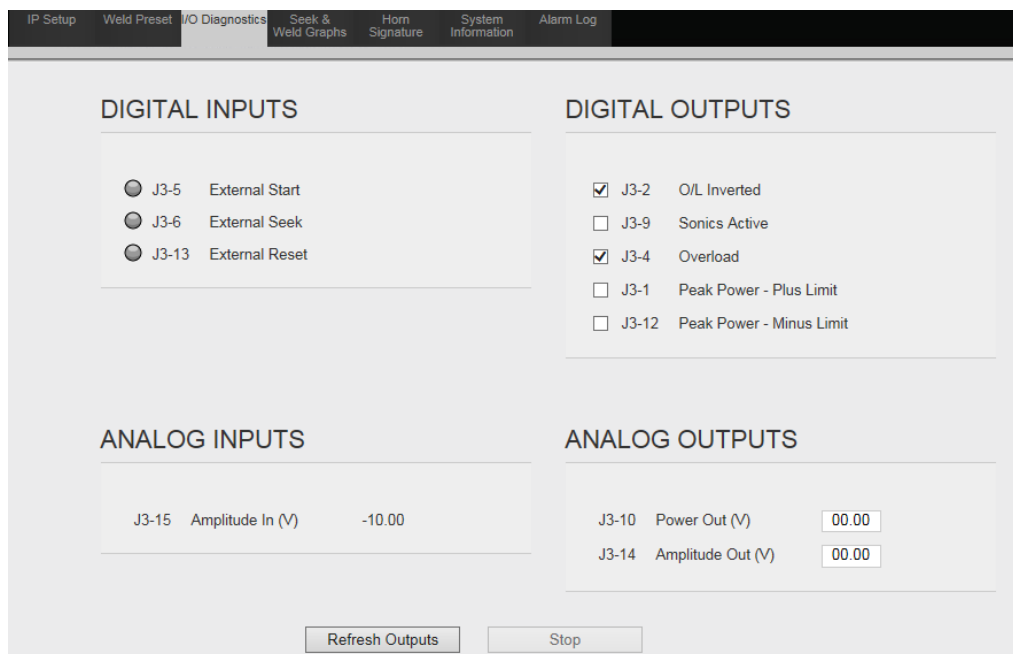 IP Setup
Weld Preset
I/O Diagnostics
Seek &
Weld Graphs
Horn
Signature
System
Information
Alarm Log
DIGITAL INPUTS
J3-5 External Start
J3-6 External Seek
J3-13 External Reset
DIGITAL OUTPUTS
J3-2 O/L Inverted
J3-9 Sonics Active
J3-4 Overload
J3-1 Peak Power - Plus Limit
J3-12 Peak Power - Minus Limit
ANALOG INPUTS
J3-15 Amplitude In (V) -10.00
ANALOG OUTPUTS
J3-10 Power Out (V) 00.00
J3-14 Amplitude Out (V) 00.00
Refresh Outputs
Stop